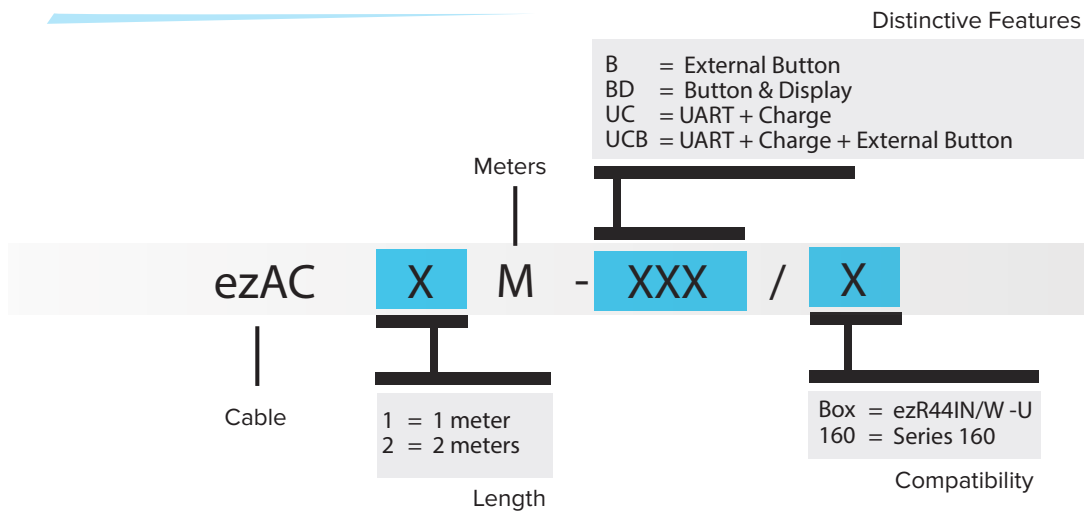 Distinctive Features
B = External Button
BD = Button & Display
UC = UART + Charge
UCB = UART + Charge + External Button
Meters
ezAC X M - XXX / X
Cable
1 = 1 meter
2 = 2 meters
Length
Box = ezR44IN/W -U
160 = Series 160
Compatibility